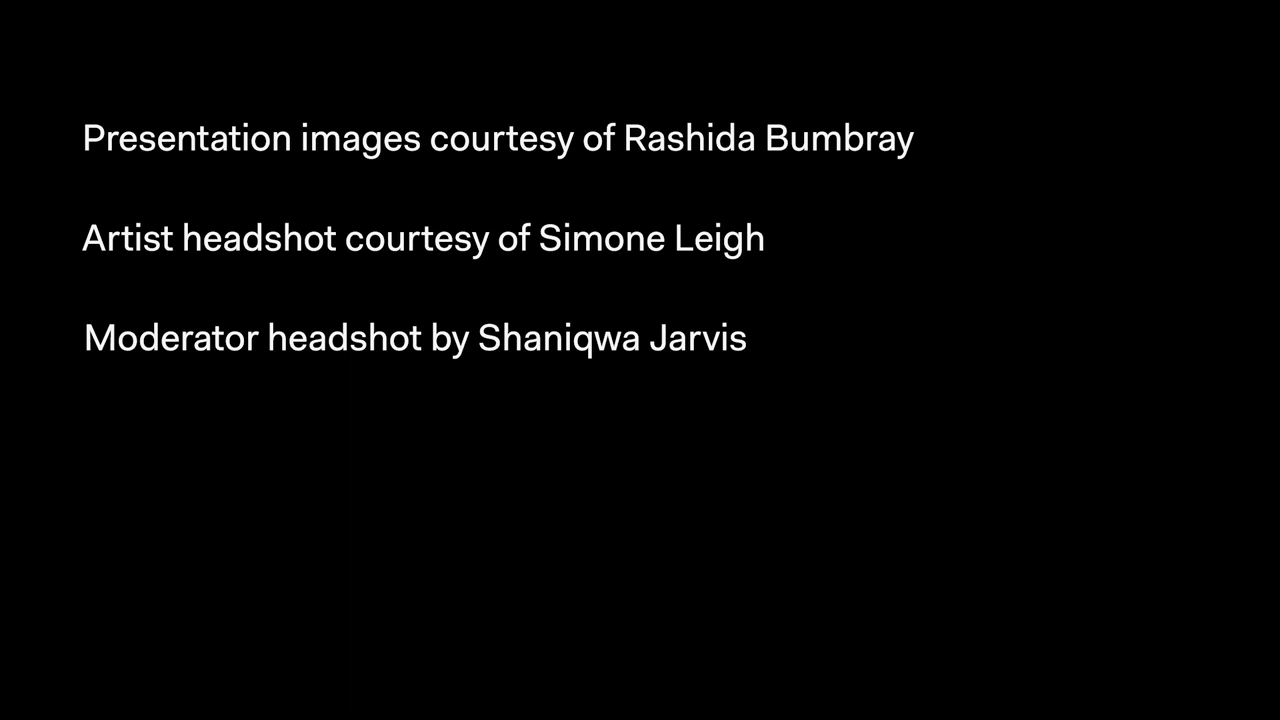 Presentation images courtesy of Rashida Bumbray
Artist headshot courtesy of Simone Leigh
Moderator headshot by Shaniqwa Jarvis